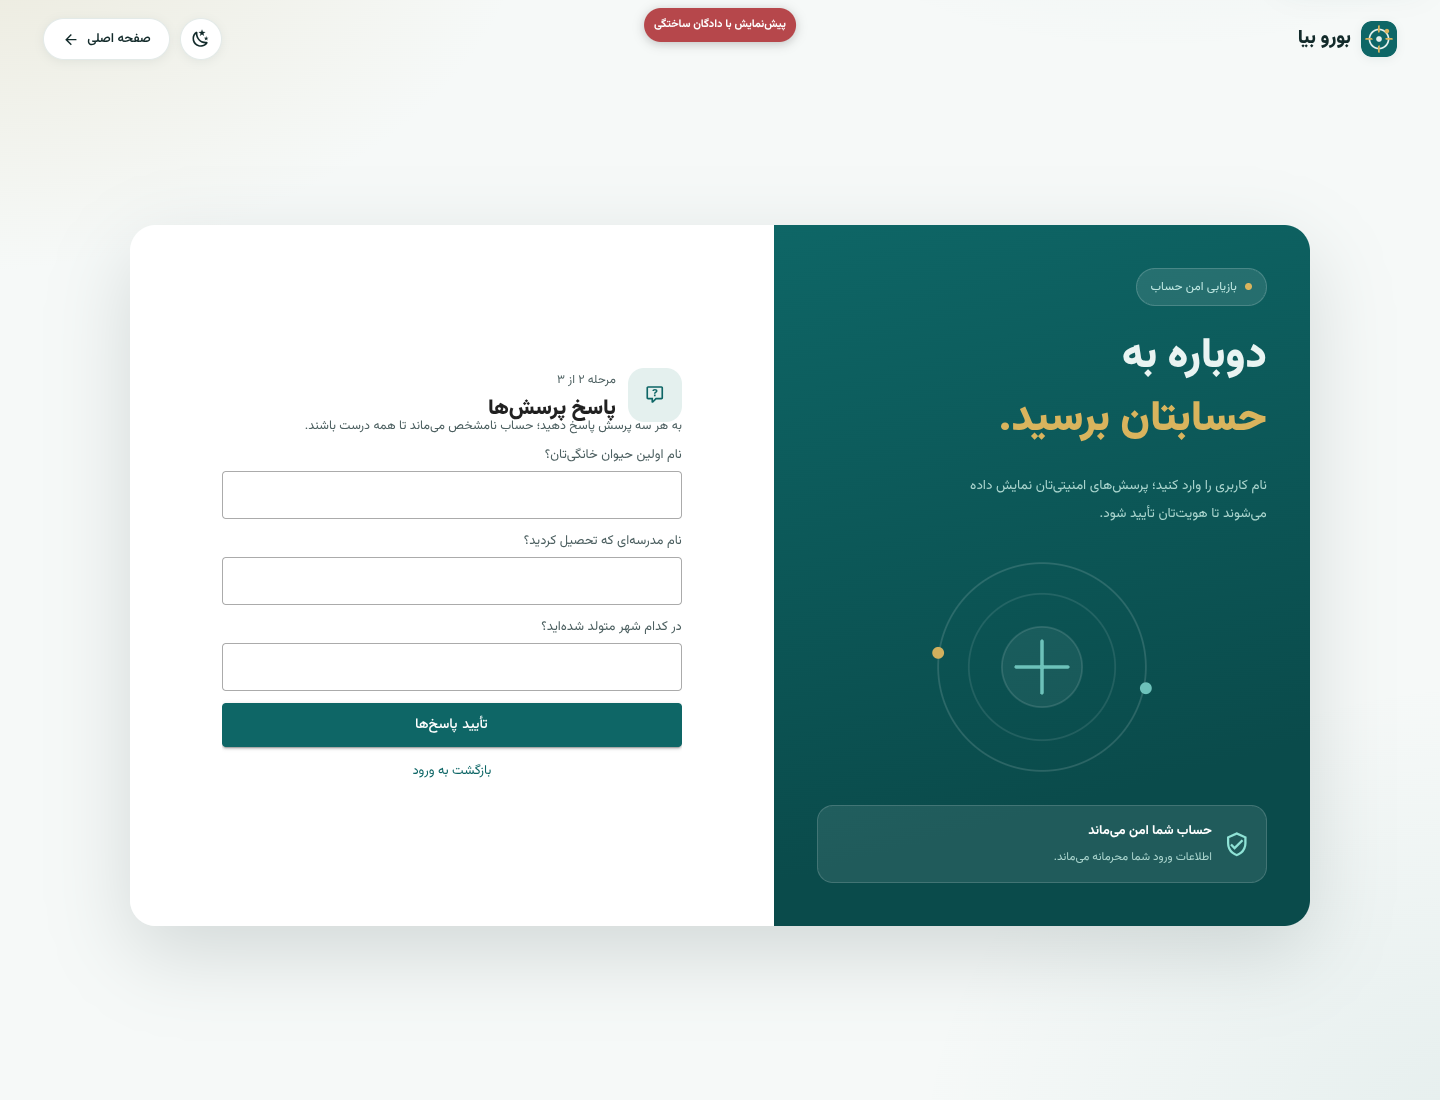 بورو بیا
پیش‌نمایش با دادگان ساختگی
صفحه اصلی
بازیابی امن حساب
دوباره به
حسابتان برسید.
نام کاربری را وارد کنید؛ پرسش‌های امنیتی‌تان نمایش داده
می‌شوند تا هویت‌تان تأیید شود.
حساب شما امن می‌ماند
اطلاعات ورود شما محرمانه می‌ماند.
مرحله ۲ از ۳
پاسخ پرسش‌ها
به هر سه پرسش پاسخ دهید؛ حساب نامشخص می‌ماند تا همه درست باشند.
نام اولین حیوان خانگی‌تان؟
نام مدرسه‌ای که تحصیل کردید؟
در کدام شهر متولد شده‌اید؟
تأیید پاسخ‌ها
بازگشت به ورود